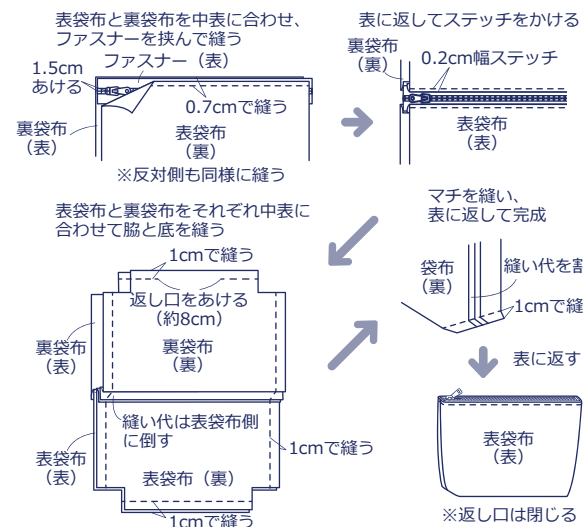 表袋布と裏袋布を中表に合わせ、
ファスナーを挟んで縫う
ファスナー（表）
1.5cm
あける
0.7cmで縫う
裏袋布
（表）
表袋布
（裏）
※反対側も同様に縫う
表に返してステッチをかける
裏袋布
（裏）
0.2cm幅ステッチ
表袋布
（表）
表袋布と裏袋布をそれぞれ中表に
合わせて脇と底を縫う
1cmで縫う
返し口をあける
（約8cm）
裏袋布
（表）
裏袋布
（裏）
縫い代は表袋布側
に倒す
表袋布
（表）
1cmで縫う
表袋布（裏）
1cmで縫う
マチを縫い、
表に返して完成
袋布
（裏）
縫い代を割
1cmで縫
表に返す
表袋布
（表）
※返し口は閉じる